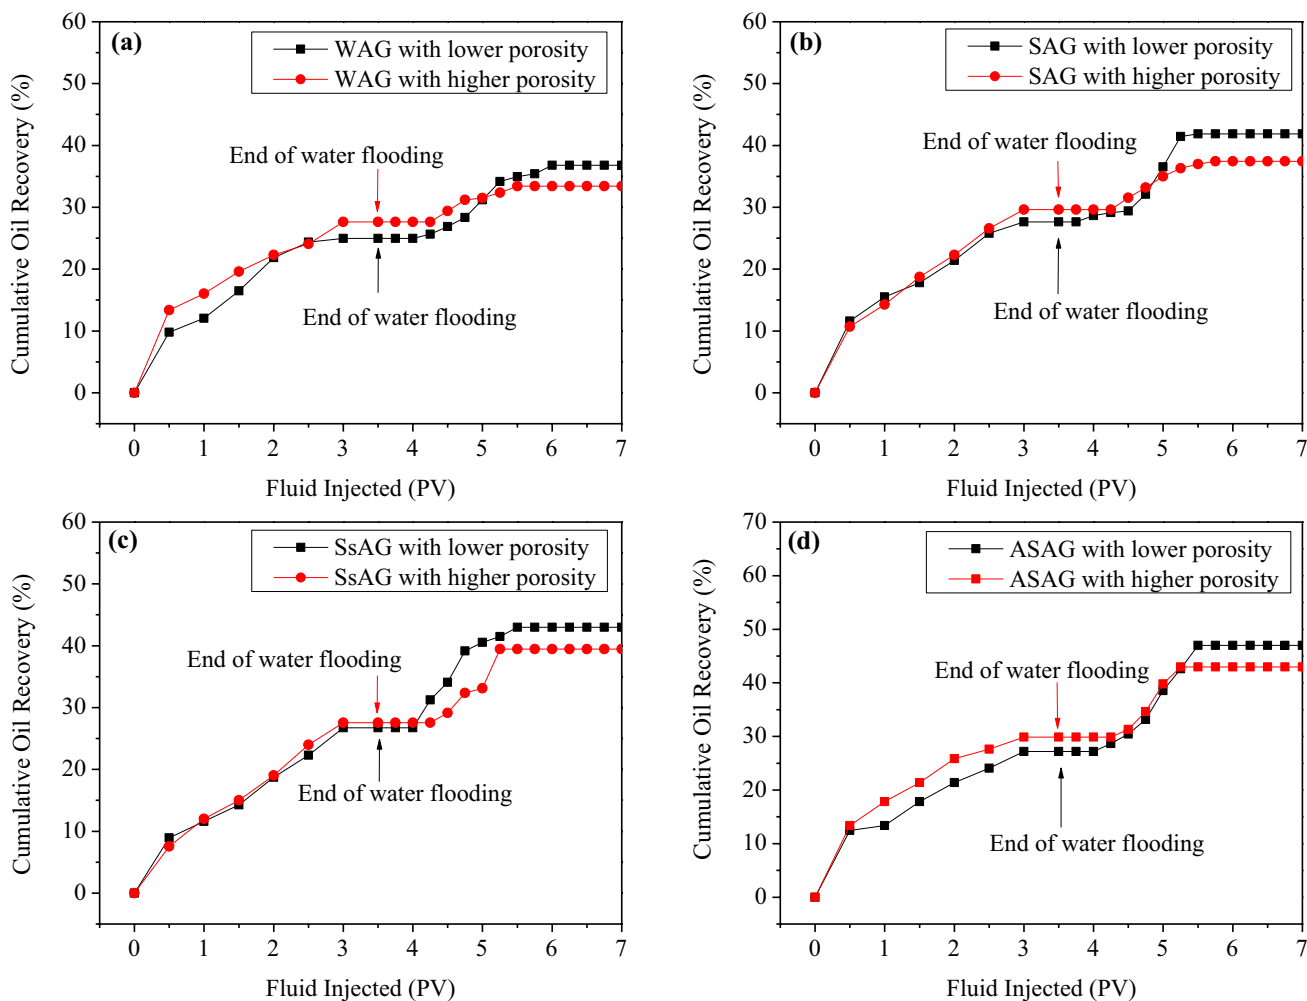 (a)
WAG with lower porosity
WAG with higher porosity
End of water flooding
End of water flooding
Cumulative Oil Recovery (%)
60
50
40
30
20
10
0
0 1 2 3 4 5 6 7
Fluid Injected (PV)
(b)
SAG with lower porosity
SAG with higher porosity
End of water flooding
End of water flooding
Cumulative Oil Recovery (%)
60
50
40
30
20
10
0
0 1 2 3 4 5 6 7
Fluid Injected (PV)
(c)
SsAG with lower porosity
SsAG with higher porosity
End of water flooding
End of water flooding
Cumulative Oil Recovery (%)
60
50
40
30
20
10
0
0 1 2 3 4 5 6 7
Fluid Injected (PV)
(d)
ASAG with lower porosity
ASAG with higher porosity
End of water flooding
End of water flooding
Cumulative Oil Recovery (%)
70
60
50
40
30
20
10
0
0 1 2 3 4 5 6 7
Fluid Injected (PV)